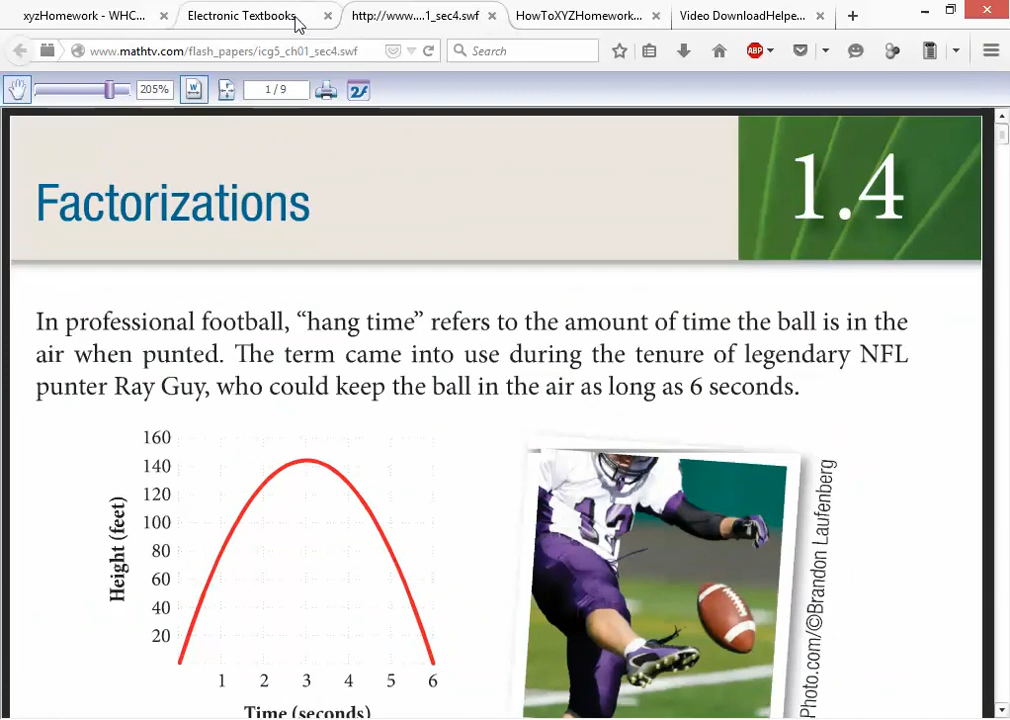 xyzHomework - WHC...
Electronic Textbooks
http://www....1_sec4.swf
HowToXYZHomework...
Video DownloadHelpe...
www.mathtv.com/flash_papers/icg5_ch01_sec4.swf
Search
ABP
205%
W
1 / 9
Factorizations
1.4
In professional football, “hang time” refers to the amount of time the ball is in the
air when punted. The term came into use during the tenure of legendary NFL
punter Ray Guy, who could keep the ball in the air as long as 6 seconds.
160
140
120
100
80
60
40
20
Height (feet)
1 2 3 4 5 6
Time (seconds)
12
Photo.com/©Brandon Laufenberg